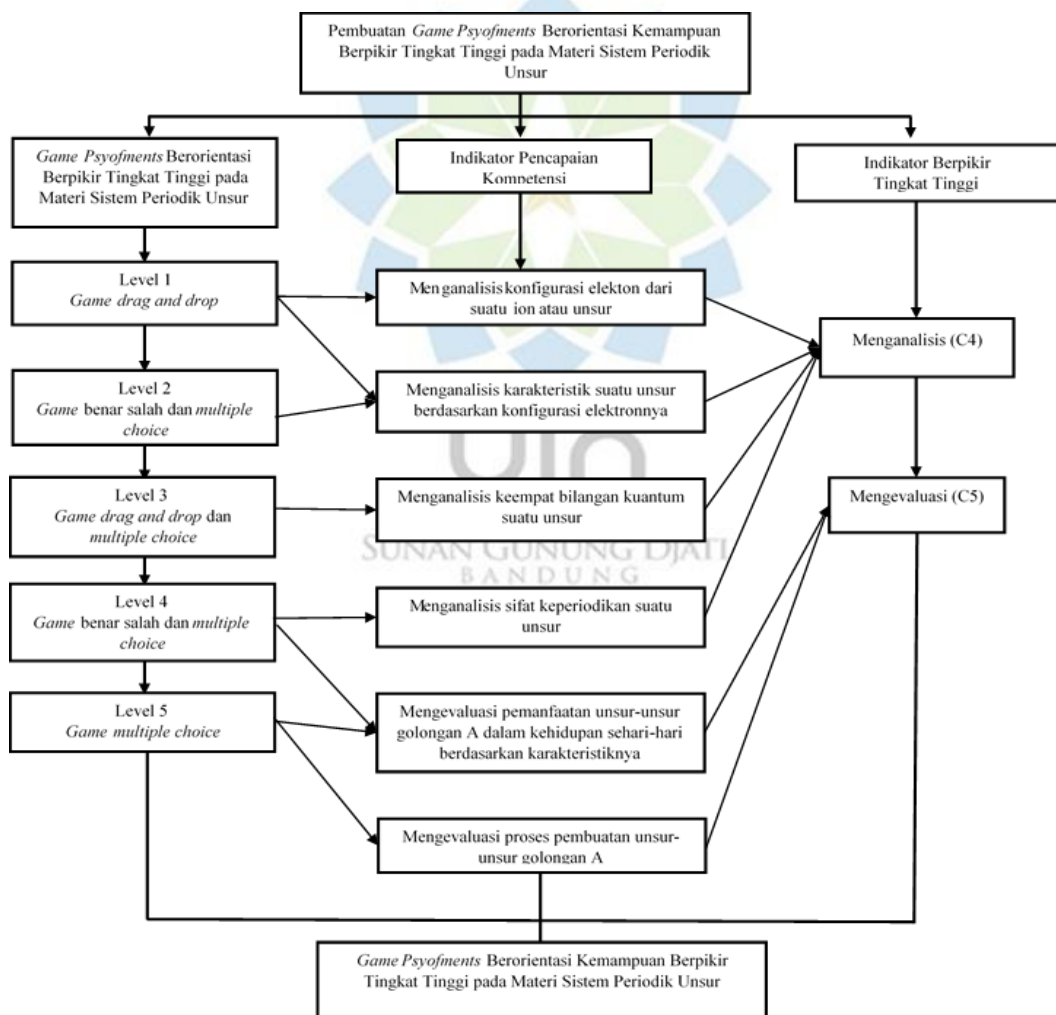 Pembuatan Game Psyofments Berorientasi Kemampuan
Berpikir Tingkat Tinggi pada Materi Sistem Periodik
Unsur
Game Psyofments Berorientasi
Berpikir Tingkat Tinggi pada
Materi Sistem Periodik Unsur
Indikator Pencapaian
Kompetensi
Indikator Berpikir
Tingkat Tinggi
Level 1
Game drag and drop
Menganalisis konfigurasi elekton dari
suatu ion atau unsur
Menganalisis (C4)
Level 2
Game benar salah dan multiple
choice
Menganalisis karakteristik suatu unsur
berdasarkan konfigurasi elektronnya
uin
Level 3
Game drag and drop dan
multiple choice
Menganalisis keempat bilangan kuantum
suatu unsur
Mengevaluasi (C5)
SUNAN GUNUNG DJATI
BANDUNG
Level 4
Game benar salah dan multiple
choice
Menganalisis sifat keperiodikan suatu
unsur
Level 5
Game multiple choice
Mengevaluasi pemanfaatan unsur-unsur
golongan A dalam kehidupan sehari-hari
berdasarkan karakteristiknya
Mengevaluasi proses pembuatan unsur-
unsur golongan A
Game Psyofments Berorientasi Kemampuan Berpikir
Tingkat Tinggi pada Materi Sistem Periodik Unsur